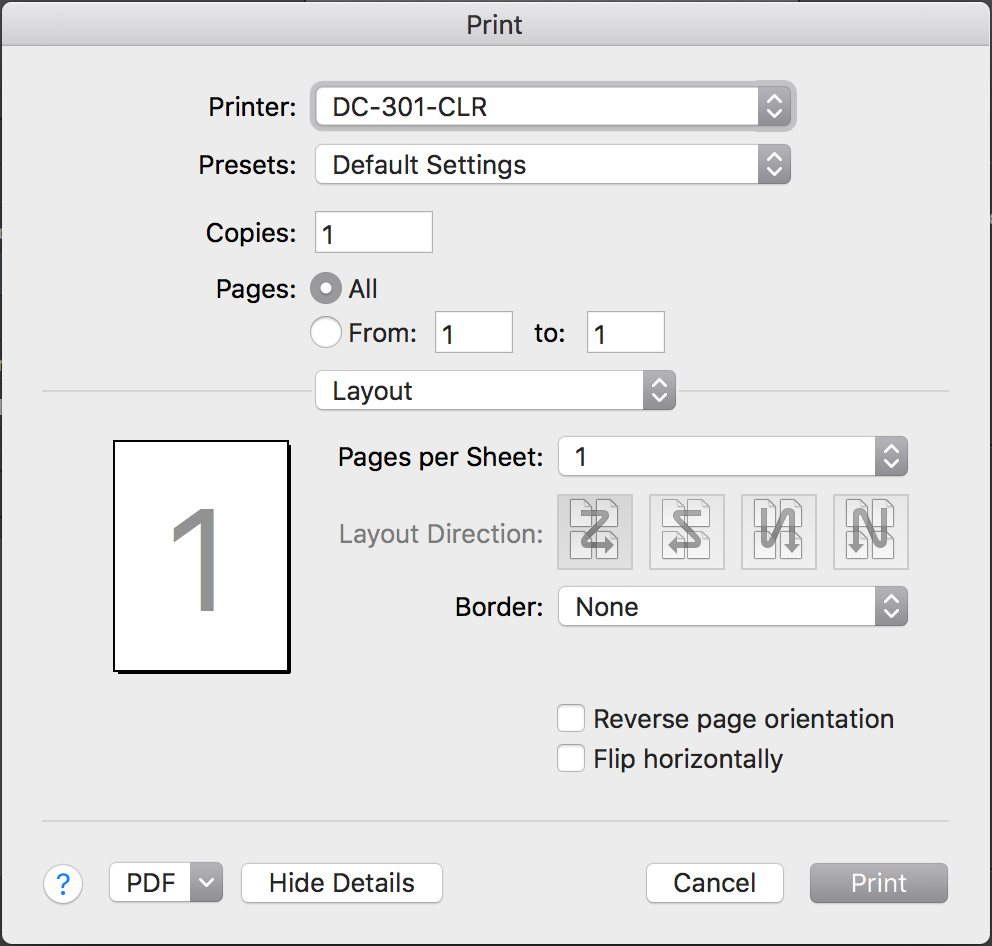 Print
Printer: DC-301-CLR
Presets: Default Settings
Copies: 1
Pages: All
From: 1 to: 1
Layout
Pages per Sheet: 1
1
Layout Direction:
Border: None
Reverse page orientation
Flip horizontally
? PDF Hide Details Cancel Print